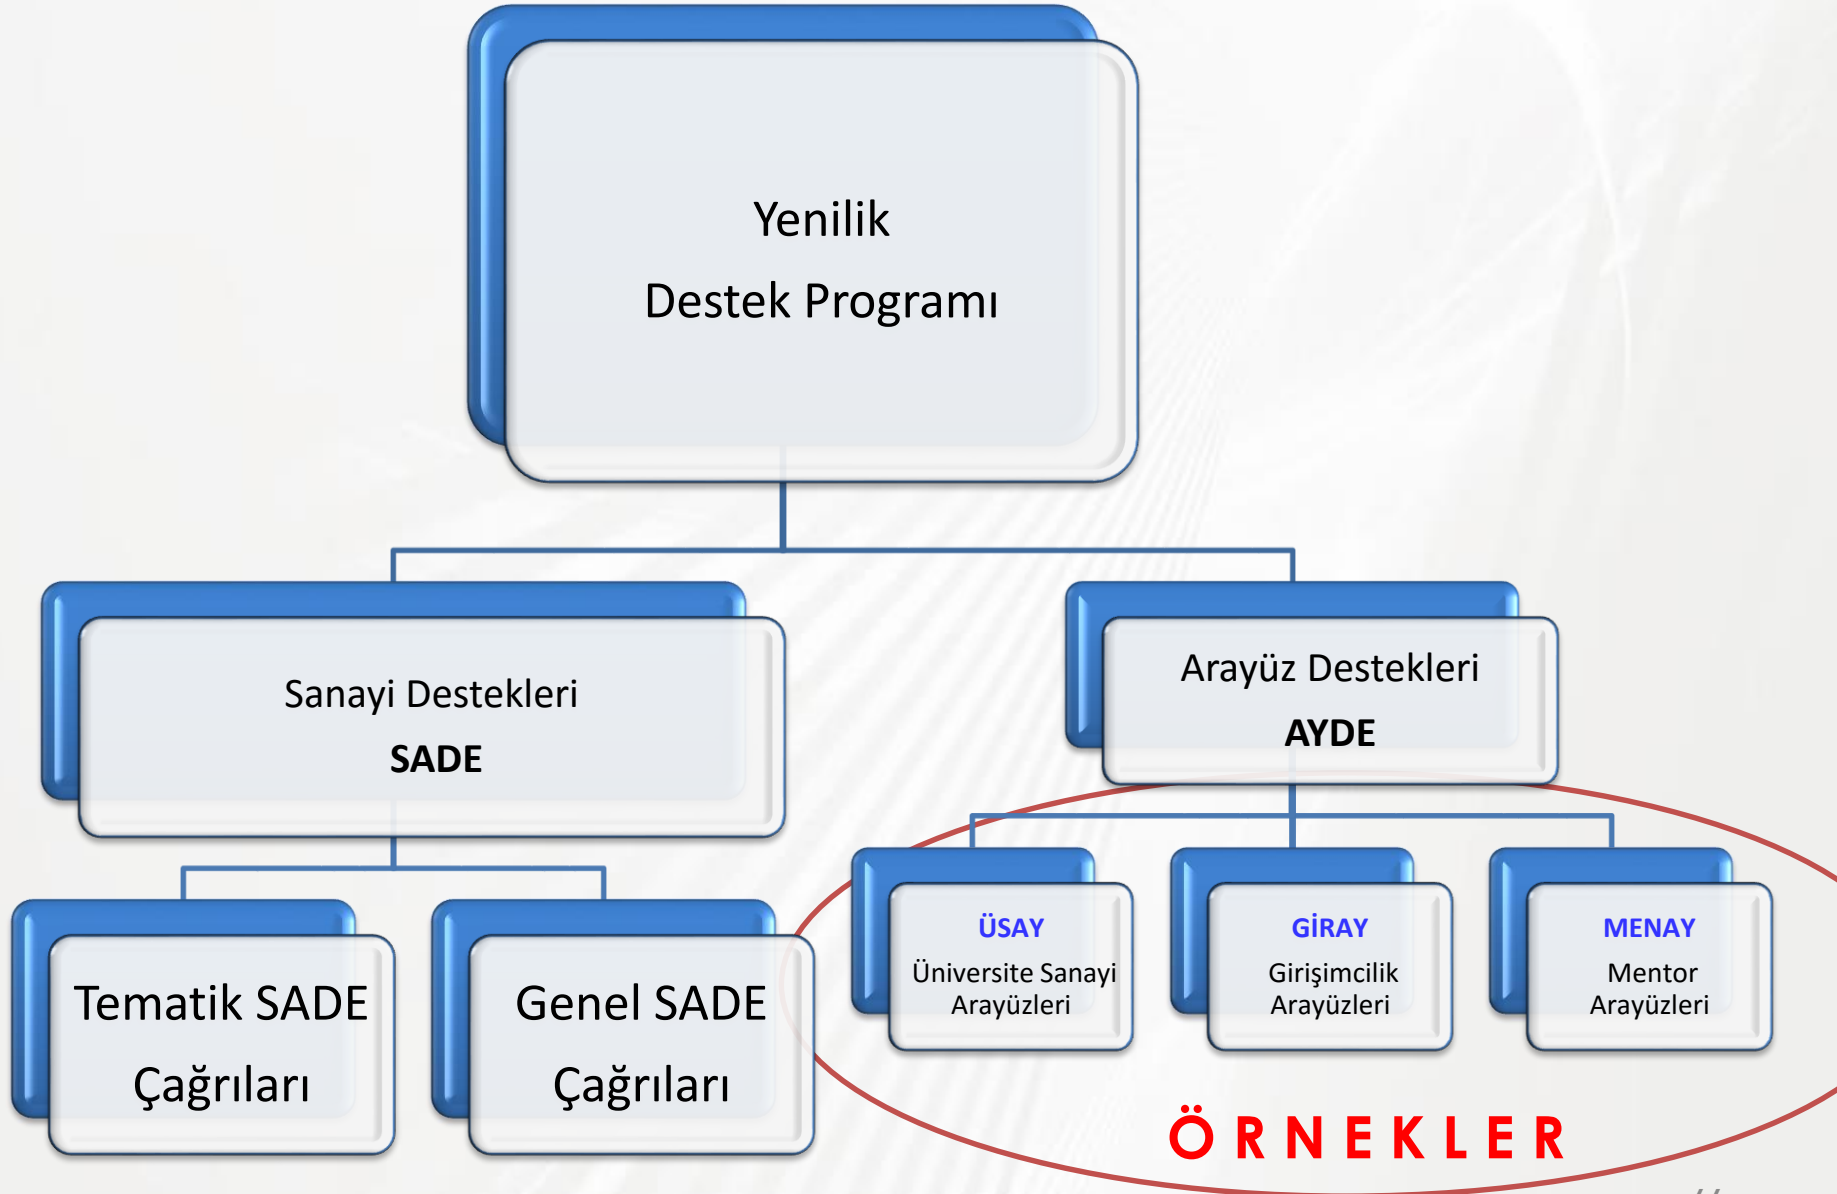 Yenilik
Destek Programı
Sanayi Destekleri
SADE
Arayüz Destekleri
AYDE
Tematik SADE
Çağrıları
Genel SADE
Çağrıları
ÜSAY
Üniversite Sanayi
Arayüzleri
GİRAY
Girişimcilik
Arayüzleri
MENAY
Mentor
Arayüzleri
ÖRNEKLER